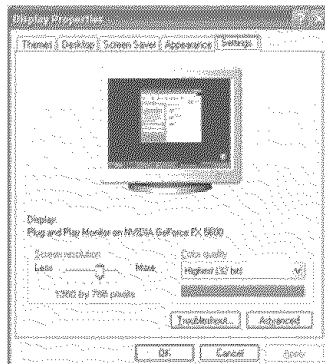 Display Properties
Themes Desktop Screen Saver Appearance Settings
Display:
Plug and Play Monitor on NVIDIA GeForce FX 5600
Screen resolution
Less More
by 768 pixels
Color quality
Highest (32 bit)
Troubleshoot... Advanced
OK Cancel Apply